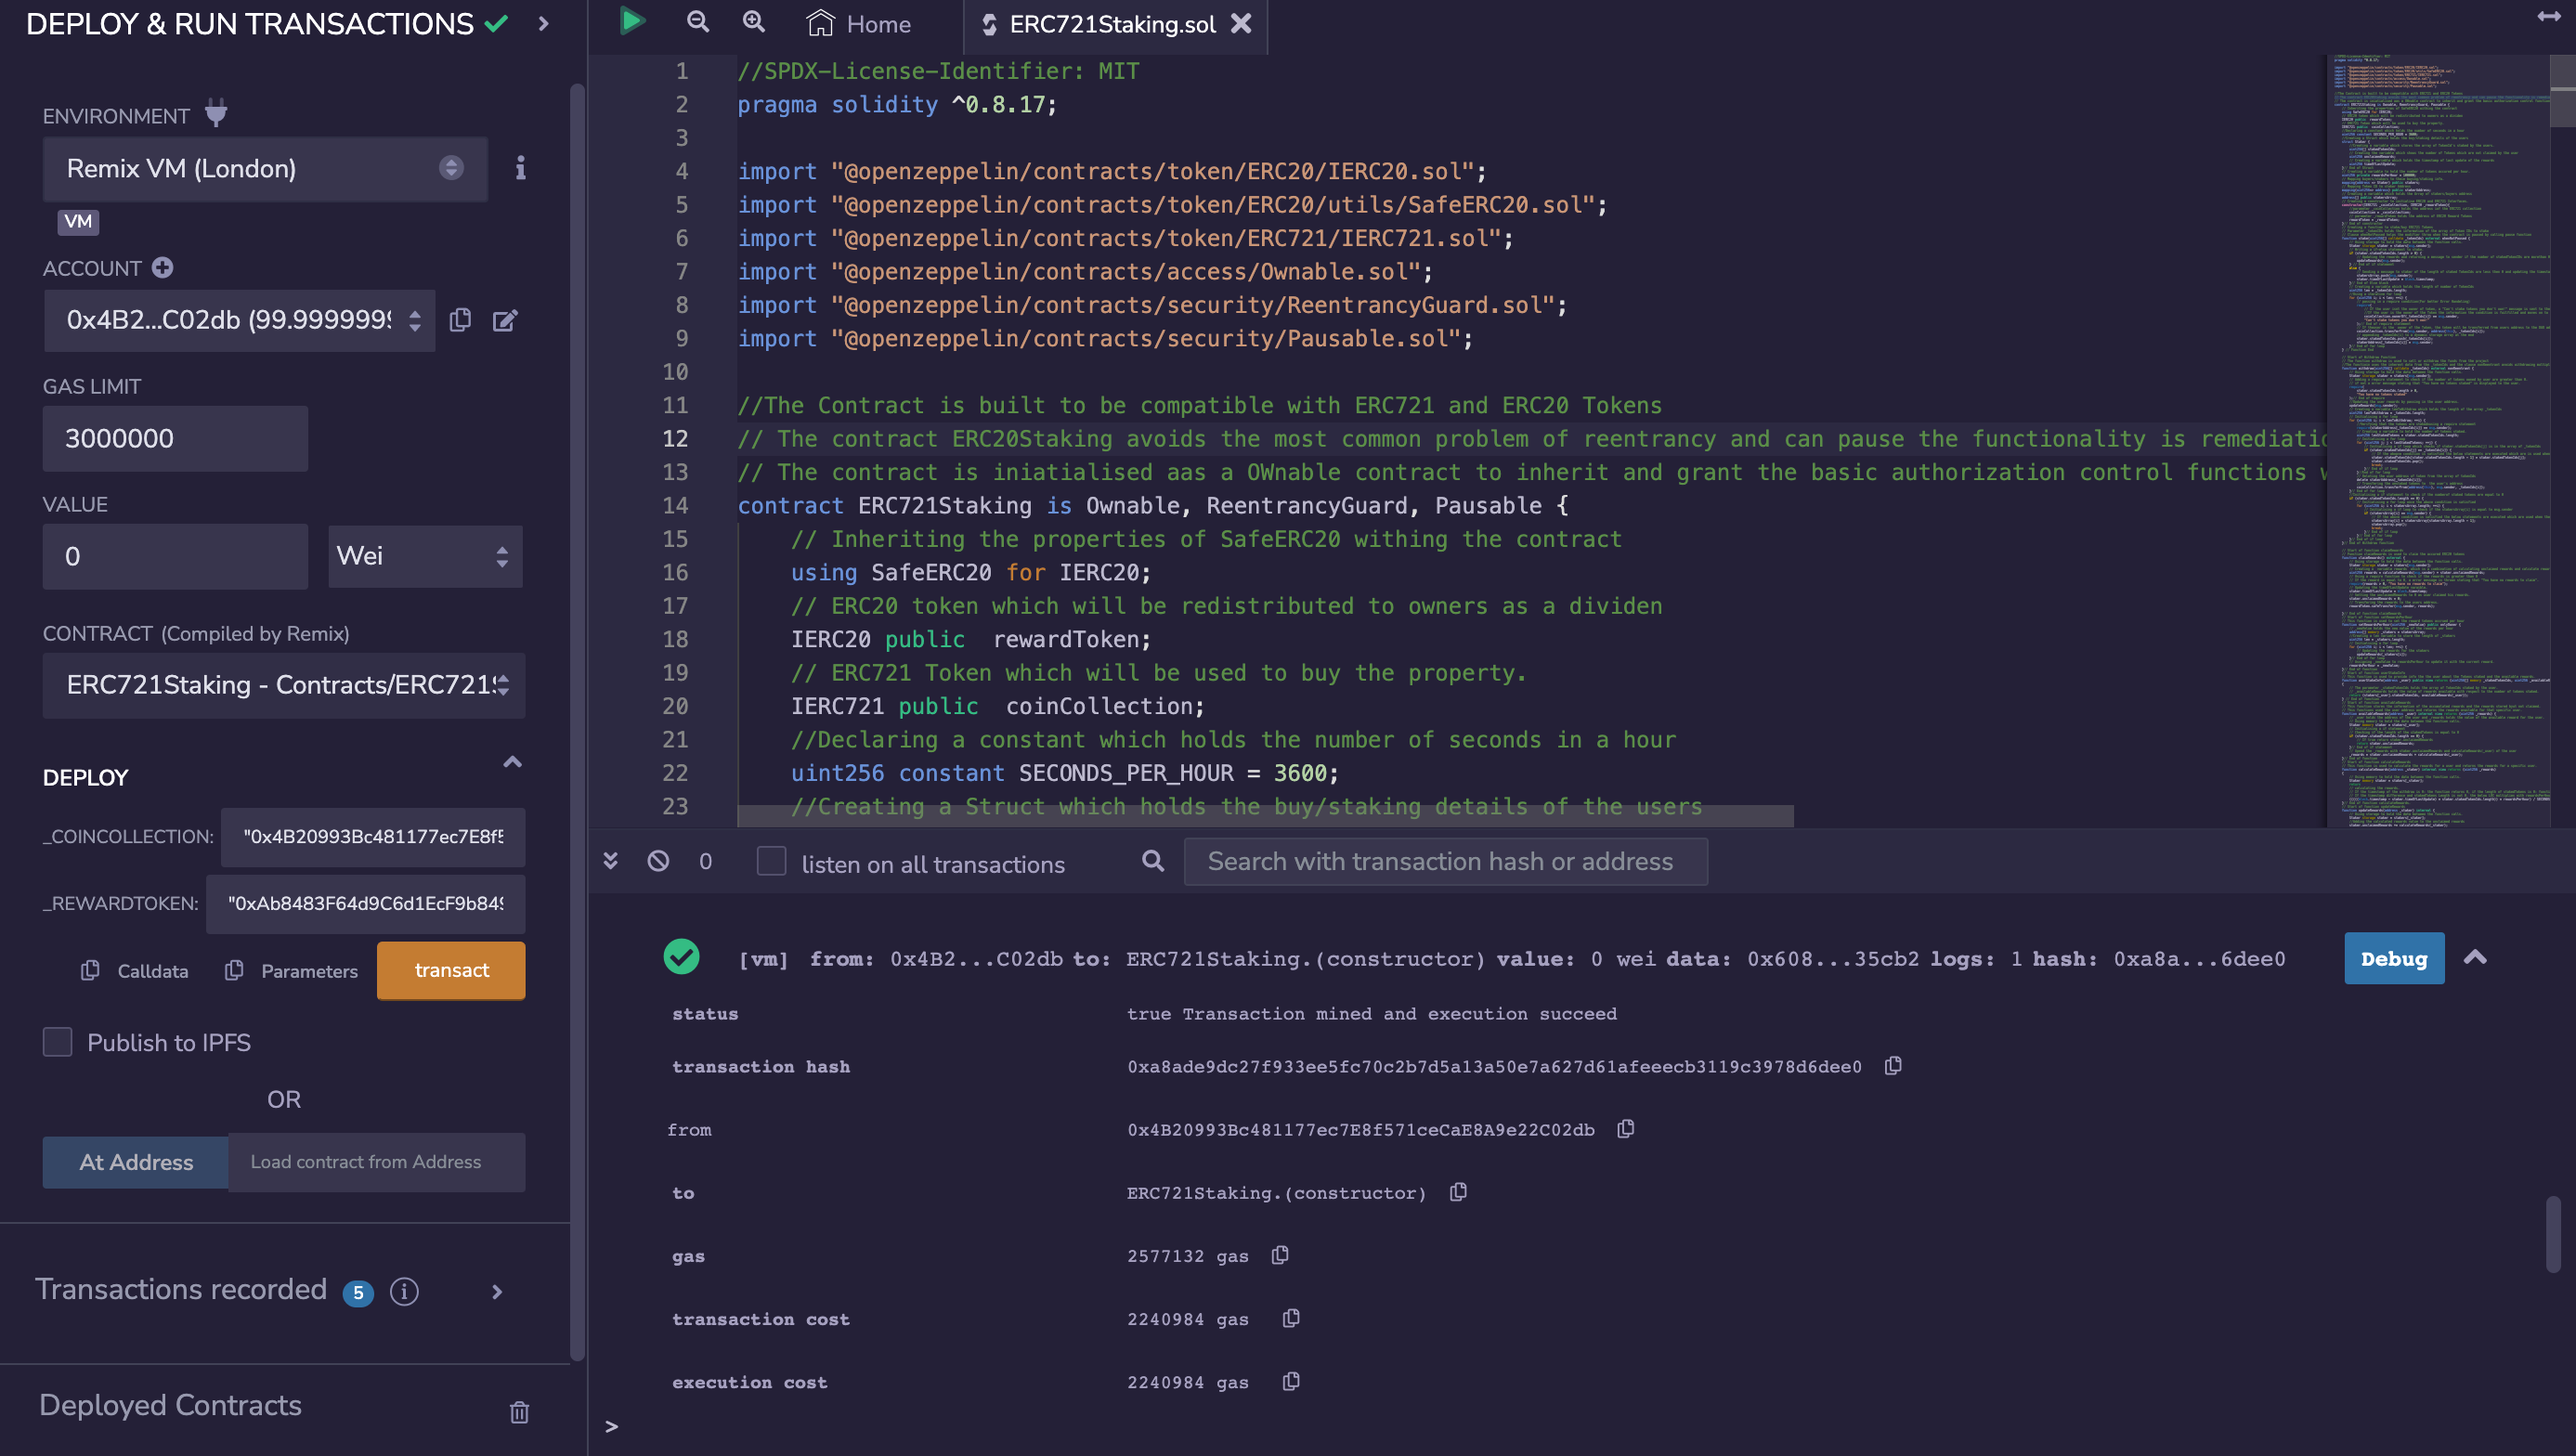 DEPLOY & RUN TRANSACTIONS
ENVIRONMENT
Remix VM (London)
VM
ACCOUNT
0x4B2...C02db (99.9999999
GAS LIMIT
3000000
VALUE
0
Wei
CONTRACT (Compiled by Remix)
ERC721Staking - Contracts/ERC721S
DEPLOY
_COINCOLLECTION: "0x4B20993Bc481177ec7E8f5
_REWARDTOKEN: "0xAb8483F64d9C6d1EcF9b849
Calldata
Parameters
transact
Publish to IPFS
OR
At Address
Load contract from Address
Transactions recorded 5 i
Deployed Contracts
Home
ERC721Staking.sol
1 //SPDX-License-Identifier: MIT
2 pragma solidity ^0.8.17;
3
4 import "@openzeppelin/contracts/token/ERC20/IERC20.sol";
5 import "@openzeppelin/contracts/token/ERC20/utils/SafeERC20.sol";
6 import "@openzeppelin/contracts/token/ERC721/IERC721.sol";
7 import "@openzeppelin/contracts/access/Ownable.sol";
8 import "@openzeppelin/contracts/security/ReentrancyGuard.sol";
9 import "@openzeppelin/contracts/security/Pausable.sol";
10
11 //The Contract is built to be compatible with ERC721 and ERC20 Tokens
12 // The contract ERC20Staking avoids the most common problem of reentrancy and can pause the functionality is remediatio
13 // The contract is iniatialised aas a OWnable contract to inherit and grant the basic authorization control functions w
14 contract ERC721Staking is Ownable, ReentrancyGuard, Pausable {
15 // Inheriting the properties of SafeERC20 withing the contract
16 using SafeERC20 for IERC20;
17 // ERC20 token which will be redistributed to owners as a dividen
18 IERC20 public  rewardToken;
19 // ERC721 Token which will be used to buy the property.
20 IERC721 public  coinCollection;
21 //Declaring a constant which holds the number of seconds in a hour
22 uint256 constant SECONDS_PER_HOUR = 3600;
23 //Creating a Struct which holds the buy/staking details of the users
0
listen on all transactions
Search with transaction hash or address
[vm] from: 0x4B2...C02db to: ERC721Staking.(constructor) value: 0 wei data: 0x608...35cb2 logs: 1 hash: 0xa8a...6dee0
Debug
status true Transaction mined and execution succeed
transaction hash 0xa8ade9dc27f933ee5fc70c2b7d5a13a50e7a627d61afeeecb3119c3978d6dee0
from 0x4B20993Bc481177ec7E8f571ceCaE8A9e22C02db
to ERC721Staking.(constructor)
gas 2577132 gas
transaction cost 2240984 gas
execution cost 2240984 gas
>